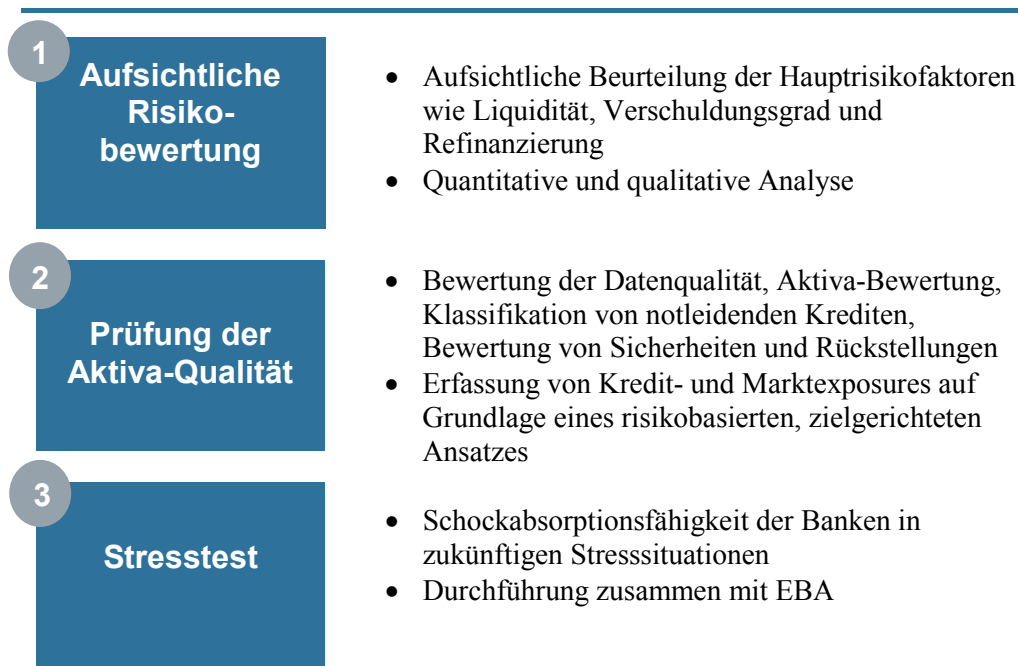 1
Aufsichtliche
Risiko-
bewertung
• Aufsichtliche Beurteilung der Hauptrisikofaktoren
wie Liquidität, Verschuldungsgrad und
Refinanzierung
• Quantitative und qualitative Analyse
2
Prüfung der
Aktiva-Qualität
• Bewertung der Datenqualität, Aktiva-Bewertung,
Klassifikation von notleidenden Krediten,
Bewertung von Sicherheiten und Rückstellungen
• Erfassung von Kredit- und Marktexposures auf
Grundlage eines risikobasierten, zielgerichteten
Ansatzes
3
Stresstest
• Schockabsorptionsfähigkeit der Banken in
zukünftigen Stresssituationen
• Durchführung zusammen mit EBA